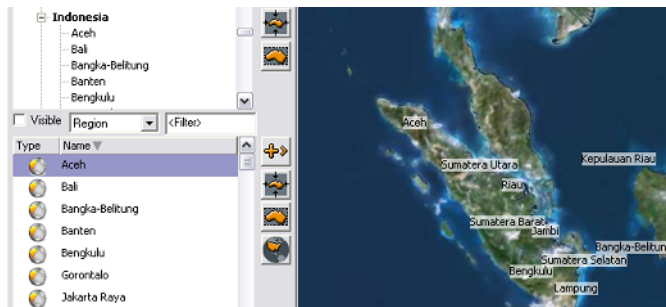 Indonesia
Aceh
Bali
Bangka-Belitung
Banten
Bengkulu
Visible Region <Filter>
Type Name
Aceh
Bali
Bangka-Belitung
Banten
Bengkulu
Gorontalo
Jakarta Raya
Aceh
Sumatera Utara
Kepulauan Riau
Riau
Sumatera Barat
Jambi
Bangka-Belitung
Sumatera Selatan
Bengkulu
Lampung